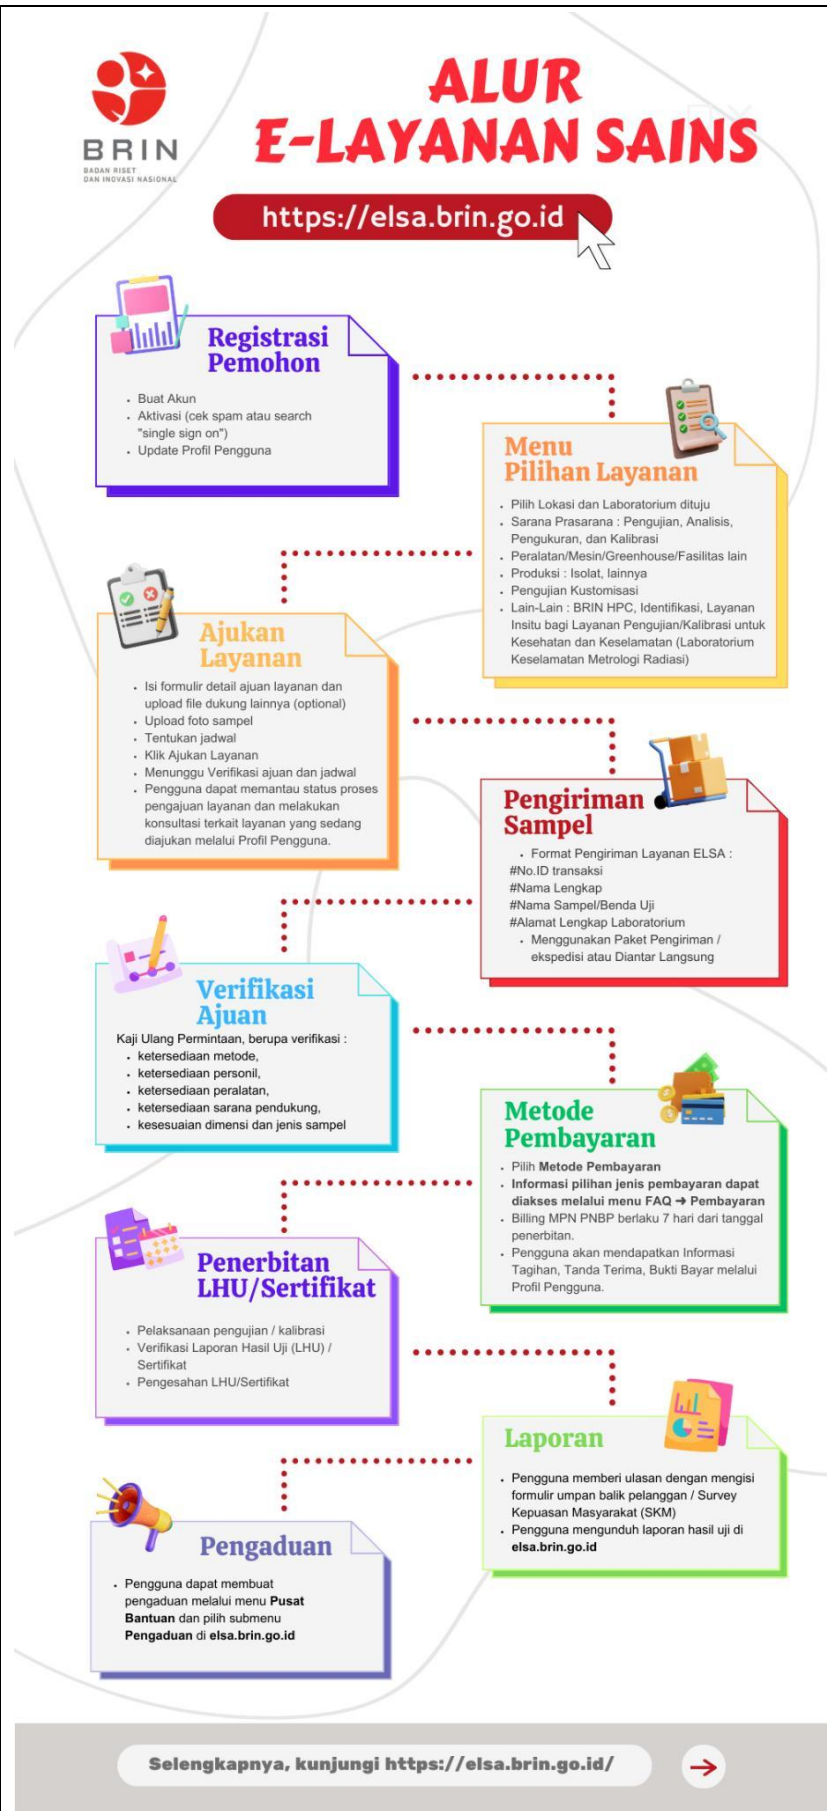 BRIN
BADAN RISET
DAN INOVASI NASIONAL
ALUR
E-LAYANAN SAINS
https://elsa.brin.go.id
Registrasi
Pemohon
• Buat Akun
• Aktivasi (cek spam atau search
"single sign on")
• Update Profil Pengguna
Menu
Pilihan Layanan
• Pilih Lokasi dan Laboratorium dituju
• Sarana Prasarana : Pengujian, Analisis,
Pengukuran, dan Kalibrasi
• Peralatan/Mesin/Greenhouse/Fasilitas lain
• Produksi : Isolat, lainnya
• Pengujian Kustomisasi
• Lain-Lain : BRIN HPC, Identifikasi, Layanan
Insitu bagi Layanan Pengujian/Kalibrasi untuk
Kesehatan dan Keselamatan (Laboratorium
Keselamatan Metrologi Radiasi)
Ajukan
Layanan
• Isi formulir detail ajuan layanan dan
upload file dukung lainnya (optional)
• Upload foto sampel
• Tentukan jadwal
• Klik Ajukan Layanan
• Menunggu Verifikasi ajuan dan jadwal
• Pengguna dapat memantau status proses
pengajuan layanan dan melakukan
konsultasi terkait layanan yang sedang
diajukan melalui Profil Pengguna.
Pengiriman
Sampel
• Format Pengiriman Layanan ELSA :
#No.ID transaksi
#Nama Lengkap
#Nama Sampel/Benda Uji
#Alamat Lengkap Laboratorium
• Menggunakan Paket Pengiriman /
ekspedisi atau Diantar Langsung
Verifikasi
Ajuan
Kaji Ulang Permintaan, berupa verifikasi :
• ketersediaan metode,
• ketersediaan personil,
• ketersediaan peralatan,
• ketersediaan sarana pendukung,
• kesesuaian dimensi dan jenis sampel
Metode
Pembayaran
• Pilih Metode Pembayaran
• Informasi pilihan jenis pembayaran dapat
diakses melalui menu FAQ ➔ Pembayaran
• Billing MPN PNBP berlaku 7 hari dari tanggal
penerbitan.
• Pengguna akan mendapatkan Informasi
Tagihan, Tanda Terima, Bukti Bayar melalui
Profil Pengguna.
Penerbitan
LHU/Sertifikat
• Pelaksanaan pengujian / kalibrasi
• Verifikasi Laporan Hasil Uji (LHU) /
Sertifikat
• Pengesahan LHU/Sertifikat
Laporan
• Pengguna memberi ulasan dengan mengisi
formulir umpan balik pelanggan / Survey
Kepuasan Masyarakat (SKM)
• Pengguna mengunduh laporan hasil uji di
elsa.brin.go.id
Pengaduan
• Pengguna dapat membuat
pengaduan melalui menu Pusat
Bantuan dan pilih submenu
Pengaduan di elsa.brin.go.id
Selengkapnya, kunjungi https://elsa.brin.go.id/